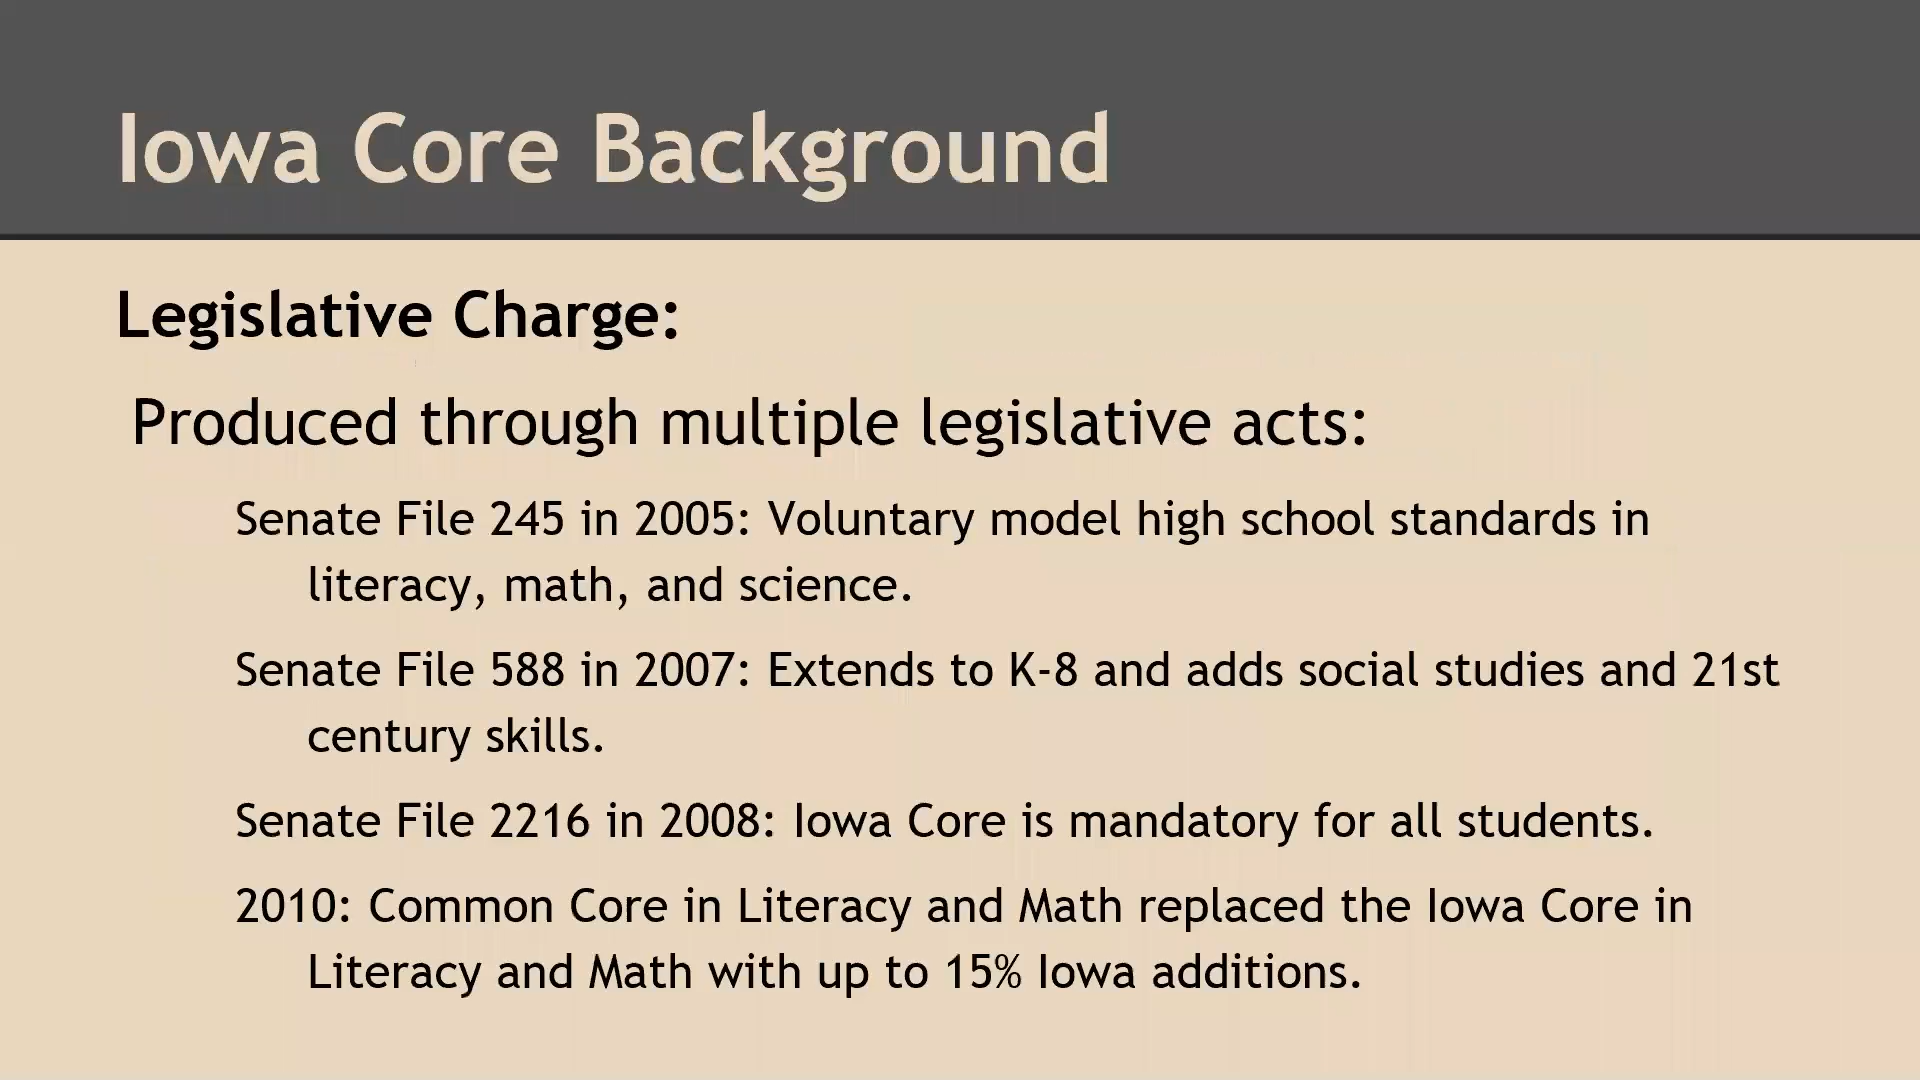 Iowa Core Background
Legislative Charge:
Produced through multiple legislative acts:
Senate File 245 in 2005: Voluntary model high school standards in
literacy, math, and science.
Senate File 588 in 2007: Extends to K-8 and adds social studies and 21st
century skills.
Senate File 2216 in 2008: Iowa Core is mandatory for all students.
2010: Common Core in Literacy and Math replaced the Iowa Core in
Literacy and Math with up to 15% Iowa additions.